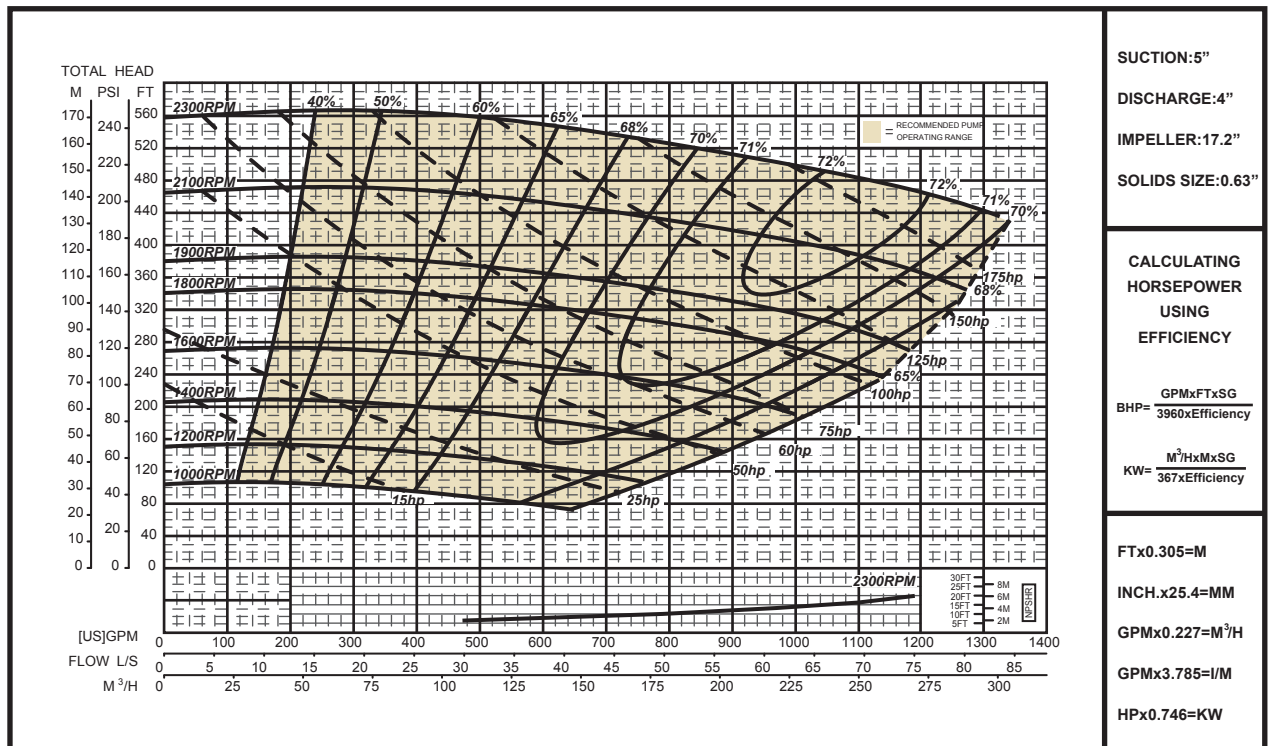 TOTAL HEAD
M PSI FT
170
160
150
140
130
120
110
100
90
80
70
60
50
40
30
20
10
0
240
220
200
180
160
140
120
100
80
60
40
20
0
560
520
480
440
400
360
320
280
240
200
160
120
80
40
0
2300RPM
2100RPM
1900RPM
1800RPM
1600RPM
1400RPM
1200RPM
1000RPM
40%
50%
60%
65%
68%
70%
71%
72%
72%
71%
70%
= RECOMMENDED PUMP
OPERATING RANGE
175hp
68%
150hp
125hp
65%
100hp
75hp
60hp
50hp
25hp
15hp
2300RPM
30FT
25FT
20FT
15FT
10FT
5FT
8M
6M
4M
2M
NPSHR
[US]GPM 0 100 200 300 400 500 600 700 800 900 1000 1100 1200 1300 1400
FLOW L/S 0 5 10 15 20 25 30 35 40 45 50 55 60 65 70 75 80 85
M³/H 0 25 50 75 100 125 150 175 200 225 250 275 300
SUCTION:5”
DISCHARGE:4”
IMPELLER:17.2”
SOLIDS SIZE:0.63”
CALCULATING
HORSEPOWER
USING
EFFICIENCY
BHP= GPMxFTxSG
3960xEfficiency
KW= M³/HxMxSG
367xEfficiency
FTx0.305=M
INCH.x25.4=MM
GPMx0.227=M³/H
GPMx3.785=l/M
HPx0.746=KW